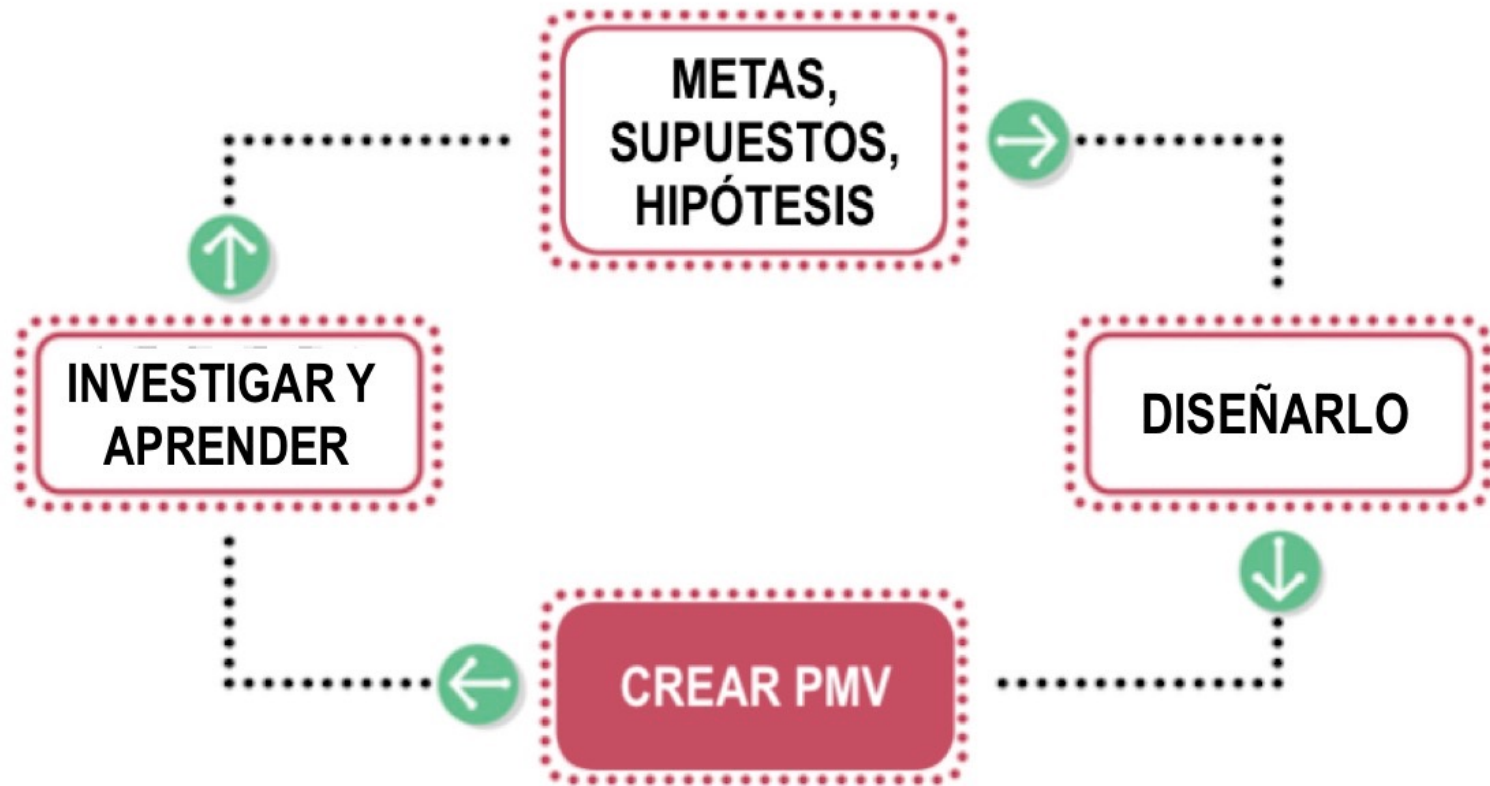 METAS,
SUPUESTOS,
HIPÓTESIS
INVESTIGAR Y
APRENDER
DISEÑARLO
CREAR PMV